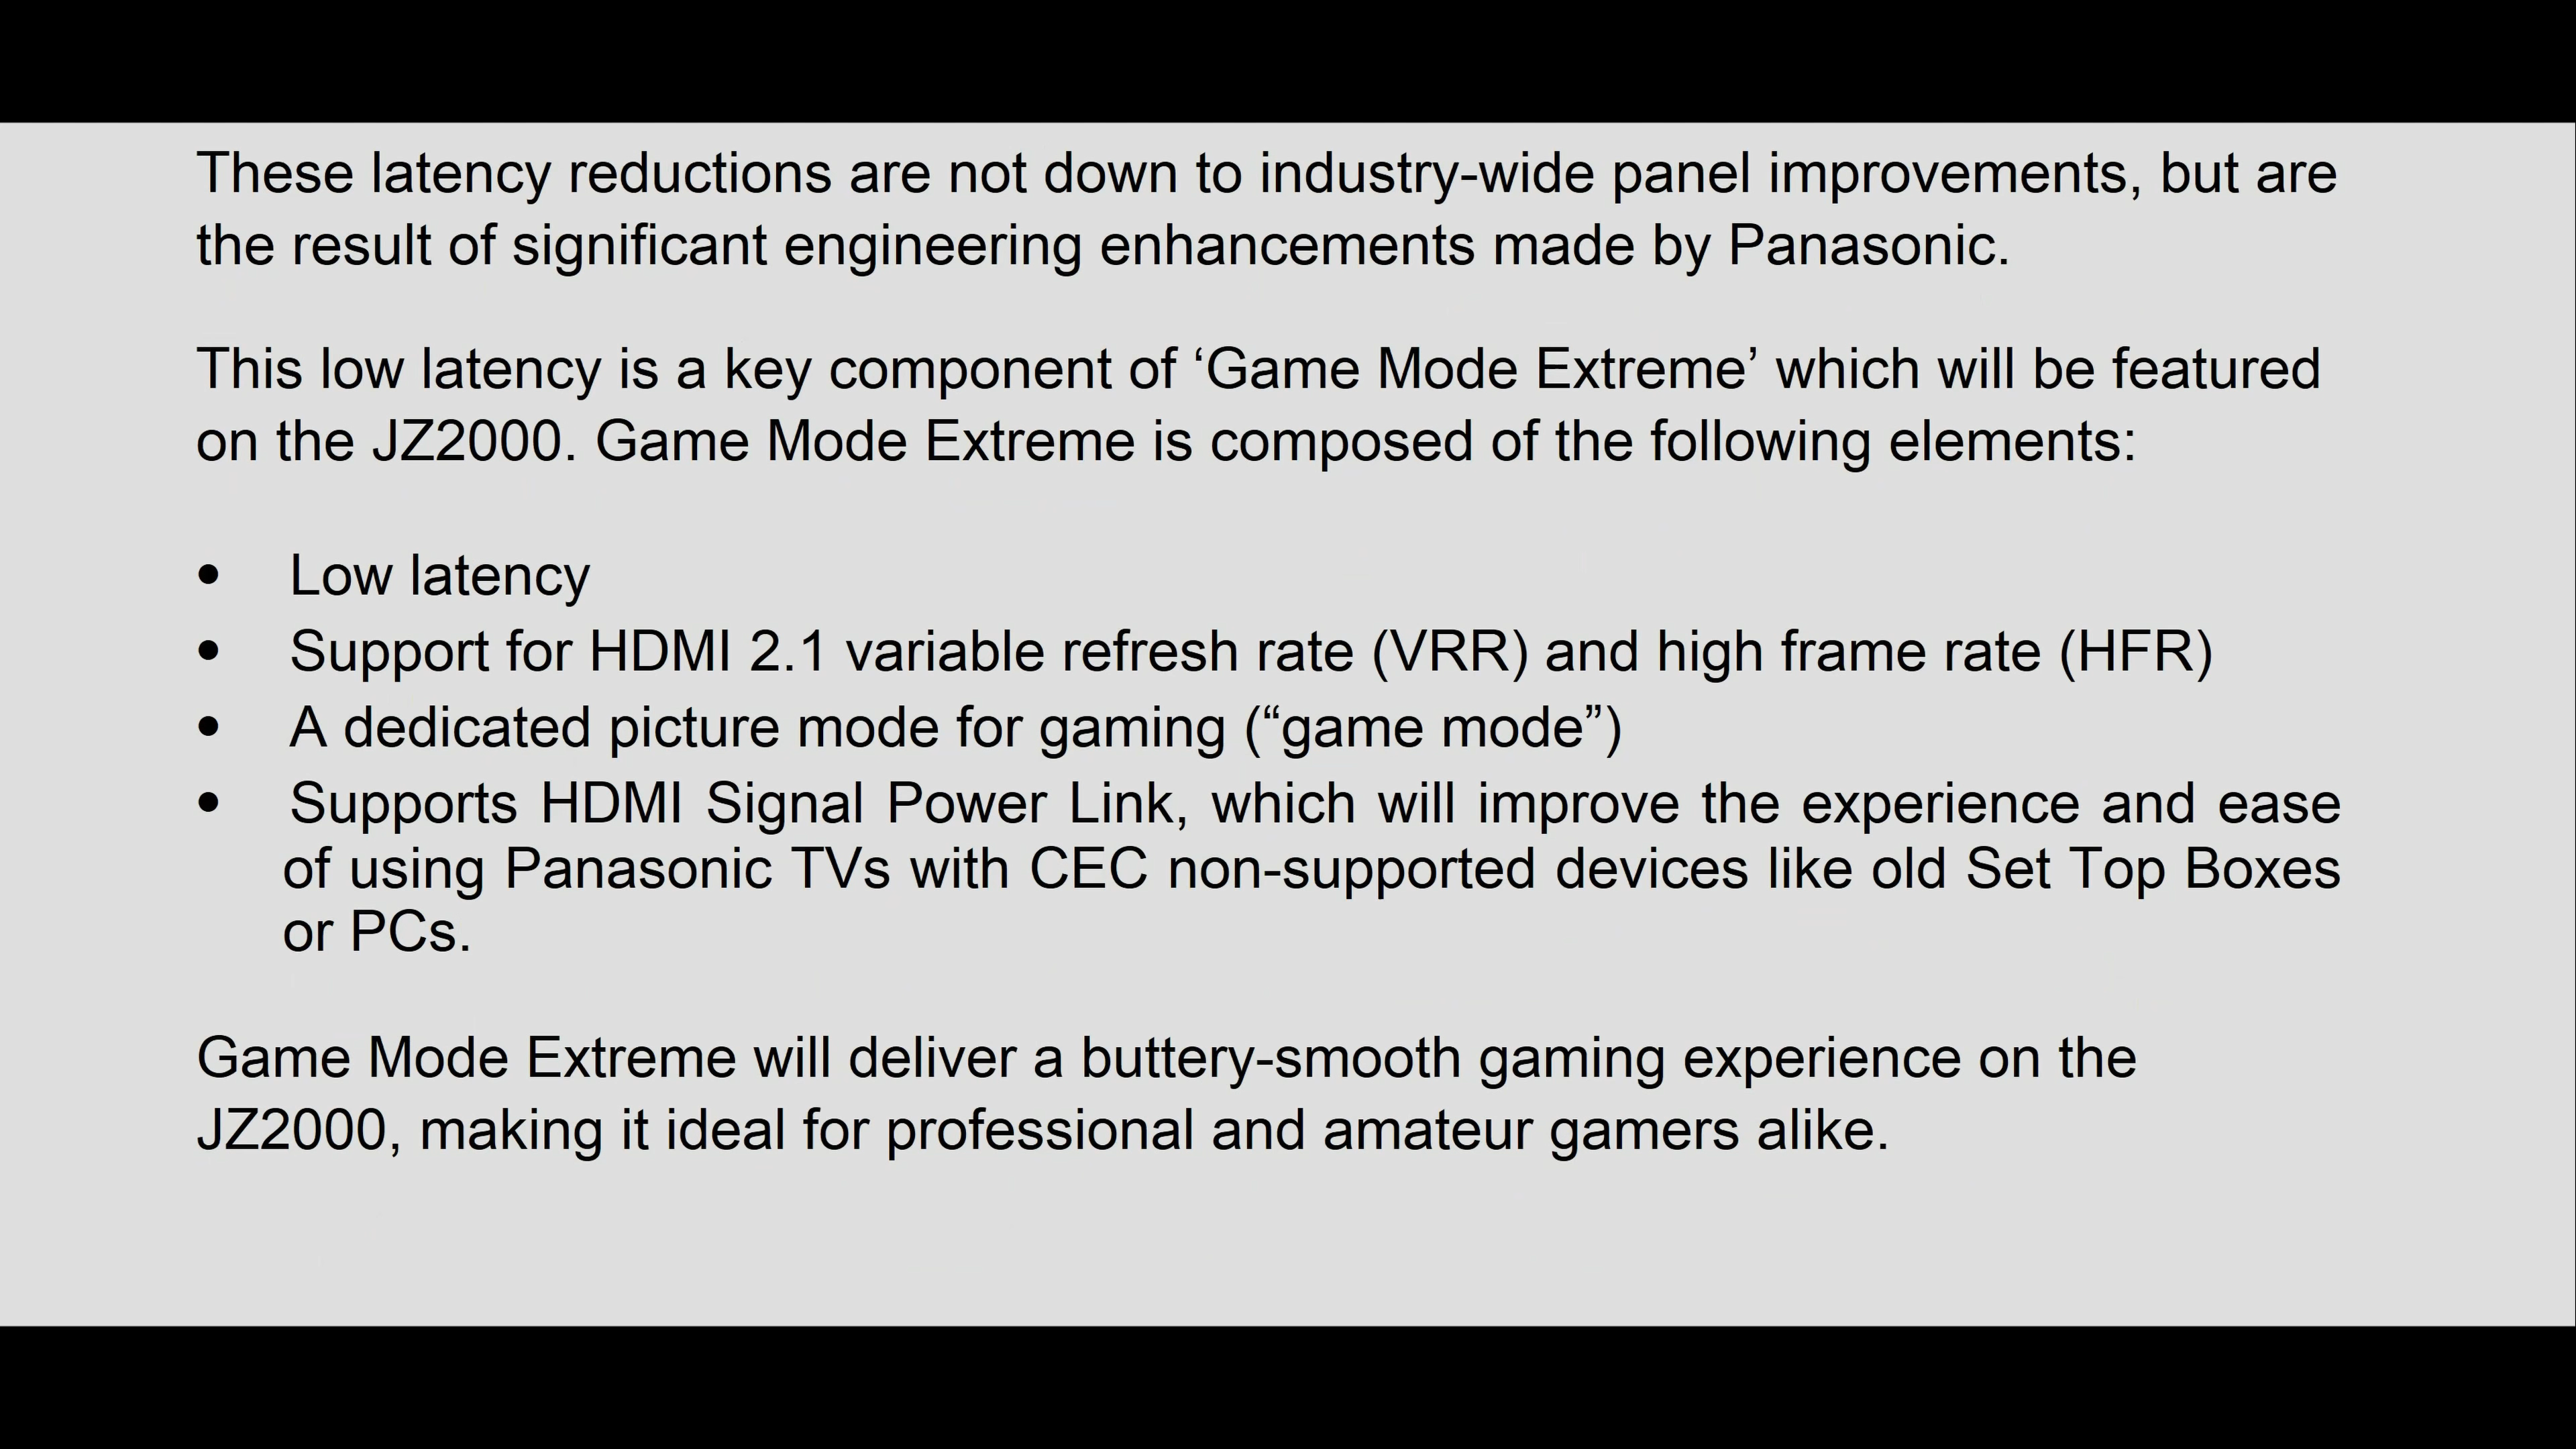 These latency reductions are not down to industry-wide panel improvements, but are
the result of significant engineering enhancements made by Panasonic.
This low latency is a key component of ‘Game Mode Extreme’ which will be featured
on the JZ2000. Game Mode Extreme is composed of the following elements:
• Low latency
• Support for HDMI 2.1 variable refresh rate (VRR) and high frame rate (HFR)
• A dedicated picture mode for gaming (“game mode”)
• Supports HDMI Signal Power Link, which will improve the experience and ease
of using Panasonic TVs with CEC non-supported devices like old Set Top Boxes
or PCs.
Game Mode Extreme will deliver a buttery-smooth gaming experience on the
JZ2000, making it ideal for professional and amateur gamers alike.